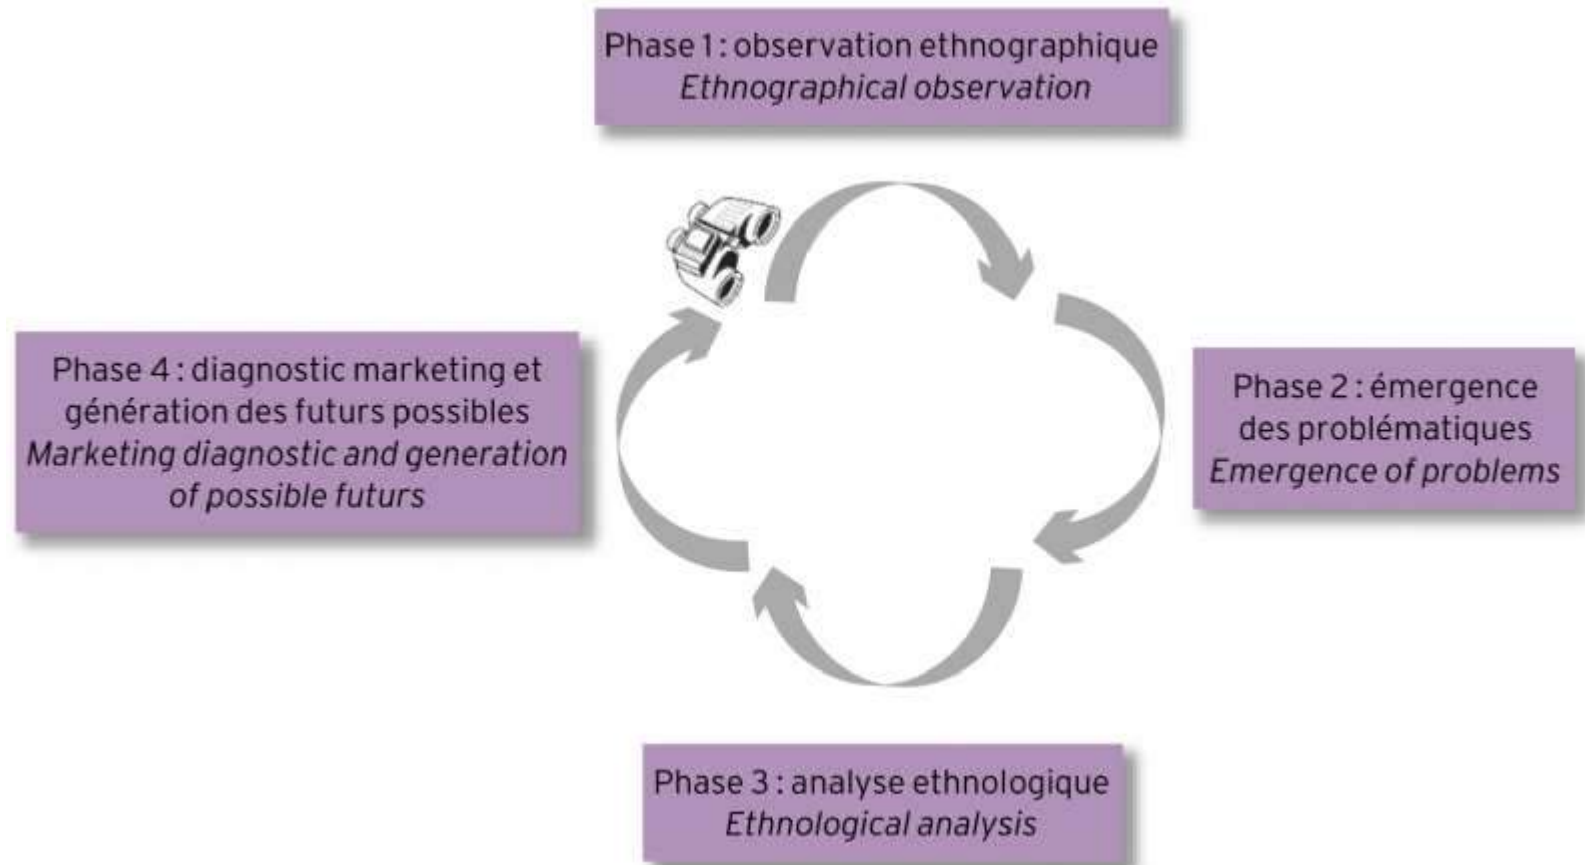 Phase 1 : observation ethnographique
Ethnographical observation
Phase 4 : diagnostic marketing et
génération des futurs possibles
Marketing diagnostic and generation
of possible futurs
Phase 2 : émergence
des problématiques
Emergence of problems
Phase 3 : analyse ethnologique
Ethnological analysis